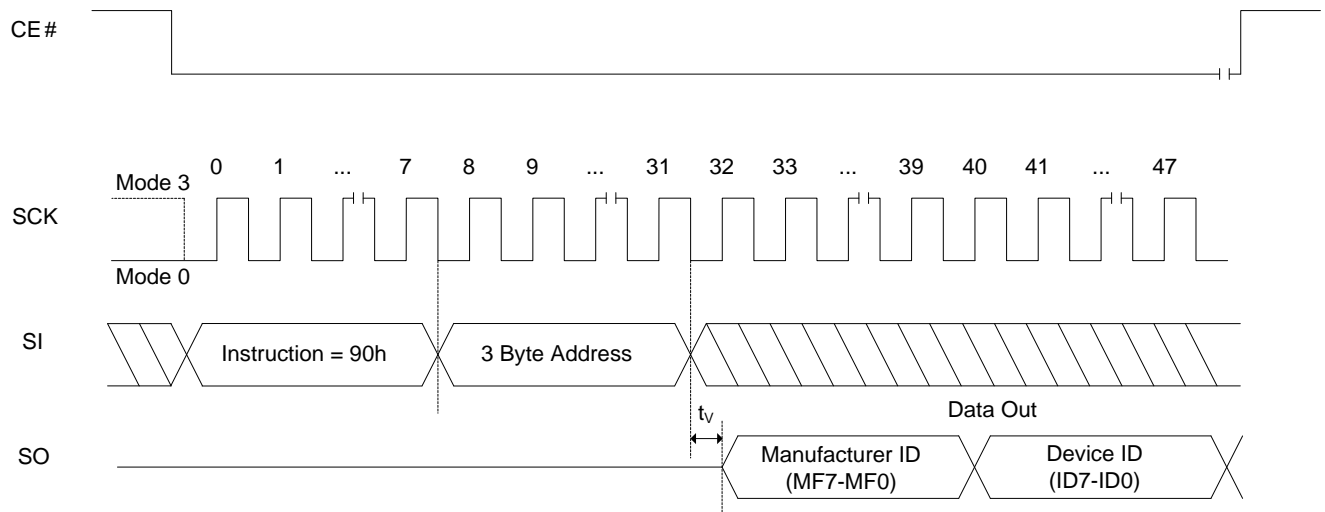 CE#
0 1 ... 7 8 9 ... 31 32 33 ... 39 40 41 ... 47
Mode 3
SCK
Mode 0
SI
Instruction = 90h
3 Byte Address
tV
Data Out
SO
Manufacturer ID
(MF7-MF0)
Device ID
(ID7-ID0)